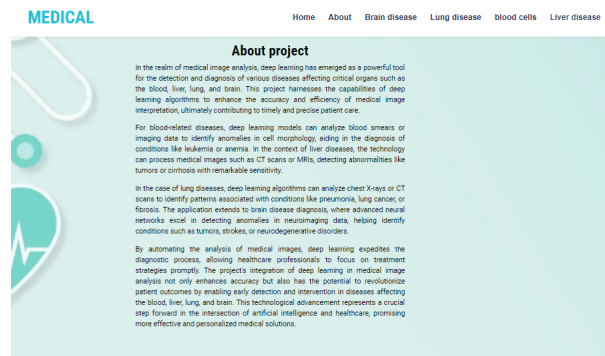 MEDICAL
Home About Brain disease Lung disease blood cells Liver disease
About project
In the realm of medical image analysis, deep learning has emerged as a powerful tool
for the detection and diagnosis of various diseases affecting critical organs such as
the blood, liver, lung, and brain. This project harnesses the capabilities of deep
learning algorithms to enhance the accuracy and efficiency of medical image
interpretation, ultimately contributing to timely and precise patient care.
For blood-related diseases, deep learning models can analyze blood smears or
imaging data to identify anomalies in cell morphology, aiding in the diagnosis of
conditions like leukemia or anemia. In the context of liver diseases, the technology
can process medical images such as CT scans or MRIs, detecting abnormalities like
tumors or cirrhosis with remarkable sensitivity.
In the case of lung diseases, deep learning algorithms can analyze chest X-rays or CT
scans to identify patterns associated with conditions like pneumonia, lung cancer, or
fibrosis. The application extends to brain disease diagnosis, where advanced neural
networks excel in detecting anomalies in neuroimaging data, helping identify
conditions such as tumors, strokes, or neurodegenerative disorders.
By automating the analysis of medical images, deep learning expedites the
diagnostic process, allowing healthcare professionals to focus on treatment
strategies promptly. The project's integration of deep learning in medical image
analysis not only enhances accuracy but also has the potential to revolutionize
patient outcomes by enabling early detection and intervention in diseases affecting
the blood, liver, lung, and brain. This technological advancement represents a crucial
step forward in the intersection of artificial intelligence and healthcare, promising
more effective and personalized medical solutions.